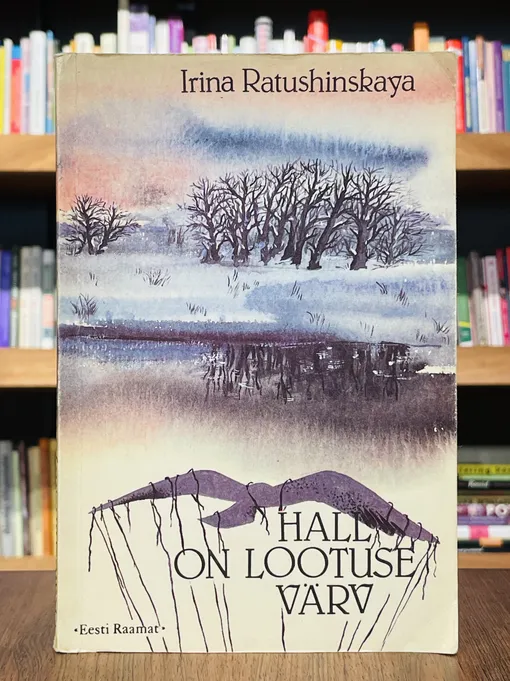 Irina Ratushinskaya
HALL
ON LOOTUSE
VÄRV
•Eesti Raamat•